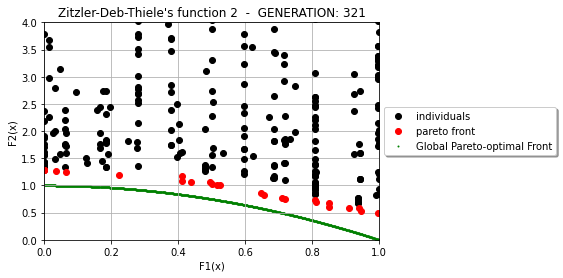 Zitzler-Deb-Thiele's function 2  -  GENERATION: 321
4.0
3.5
3.0
2.5
2.0
1.5
1.0
0.5
0.0
F2(x)
0.0 0.2 0.4 0.6 0.8 1.0
F1(x)
individuals
pareto front
Global Pareto-optimal Front